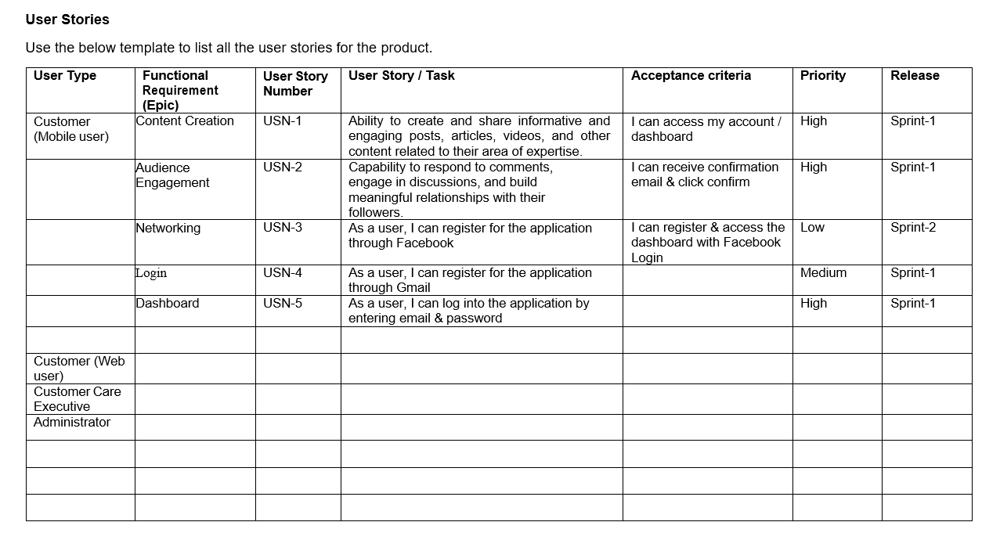 User Stories
Use the below template to list all the user stories for the product.
User Type
Functional
Requirement
(Epic)
User Story
Number
User Story / Task
Acceptance criteria
Priority
Release
Customer
(Mobile user)
Content Creation
USN-1
Ability to create and share informative and
engaging posts, articles, videos, and other
content related to their area of expertise.
I can access my account /
dashboard
High
Sprint-1
Audience
Engagement
USN-2
Capability to respond to comments,
engage in discussions, and build
meaningful relationships with their
followers.
I can receive confirmation
email & click confirm
High
Sprint-1
Networking
USN-3
As a user, I can register for the application
through Facebook
I can register & access the
dashboard with Facebook
Login
Low
Sprint-2
Login
USN-4
As a user, I can register for the application
through Gmail
Medium
Sprint-1
Dashboard
USN-5
As a user, I can log into the application by
entering email & password
High
Sprint-1
Customer (Web
user)
Customer Care
Executive
Administrator